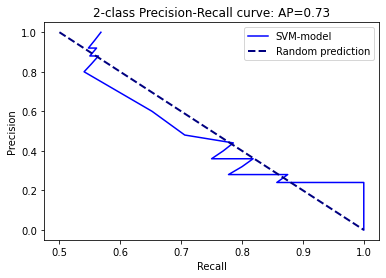 2-class Precision-Recall curve: AP=0.73
SVM-model
Random prediction
Precision
1.0
0.8
0.6
0.4
0.2
0.0
0.5 0.6 0.7 0.8 0.9 1.0
Recall